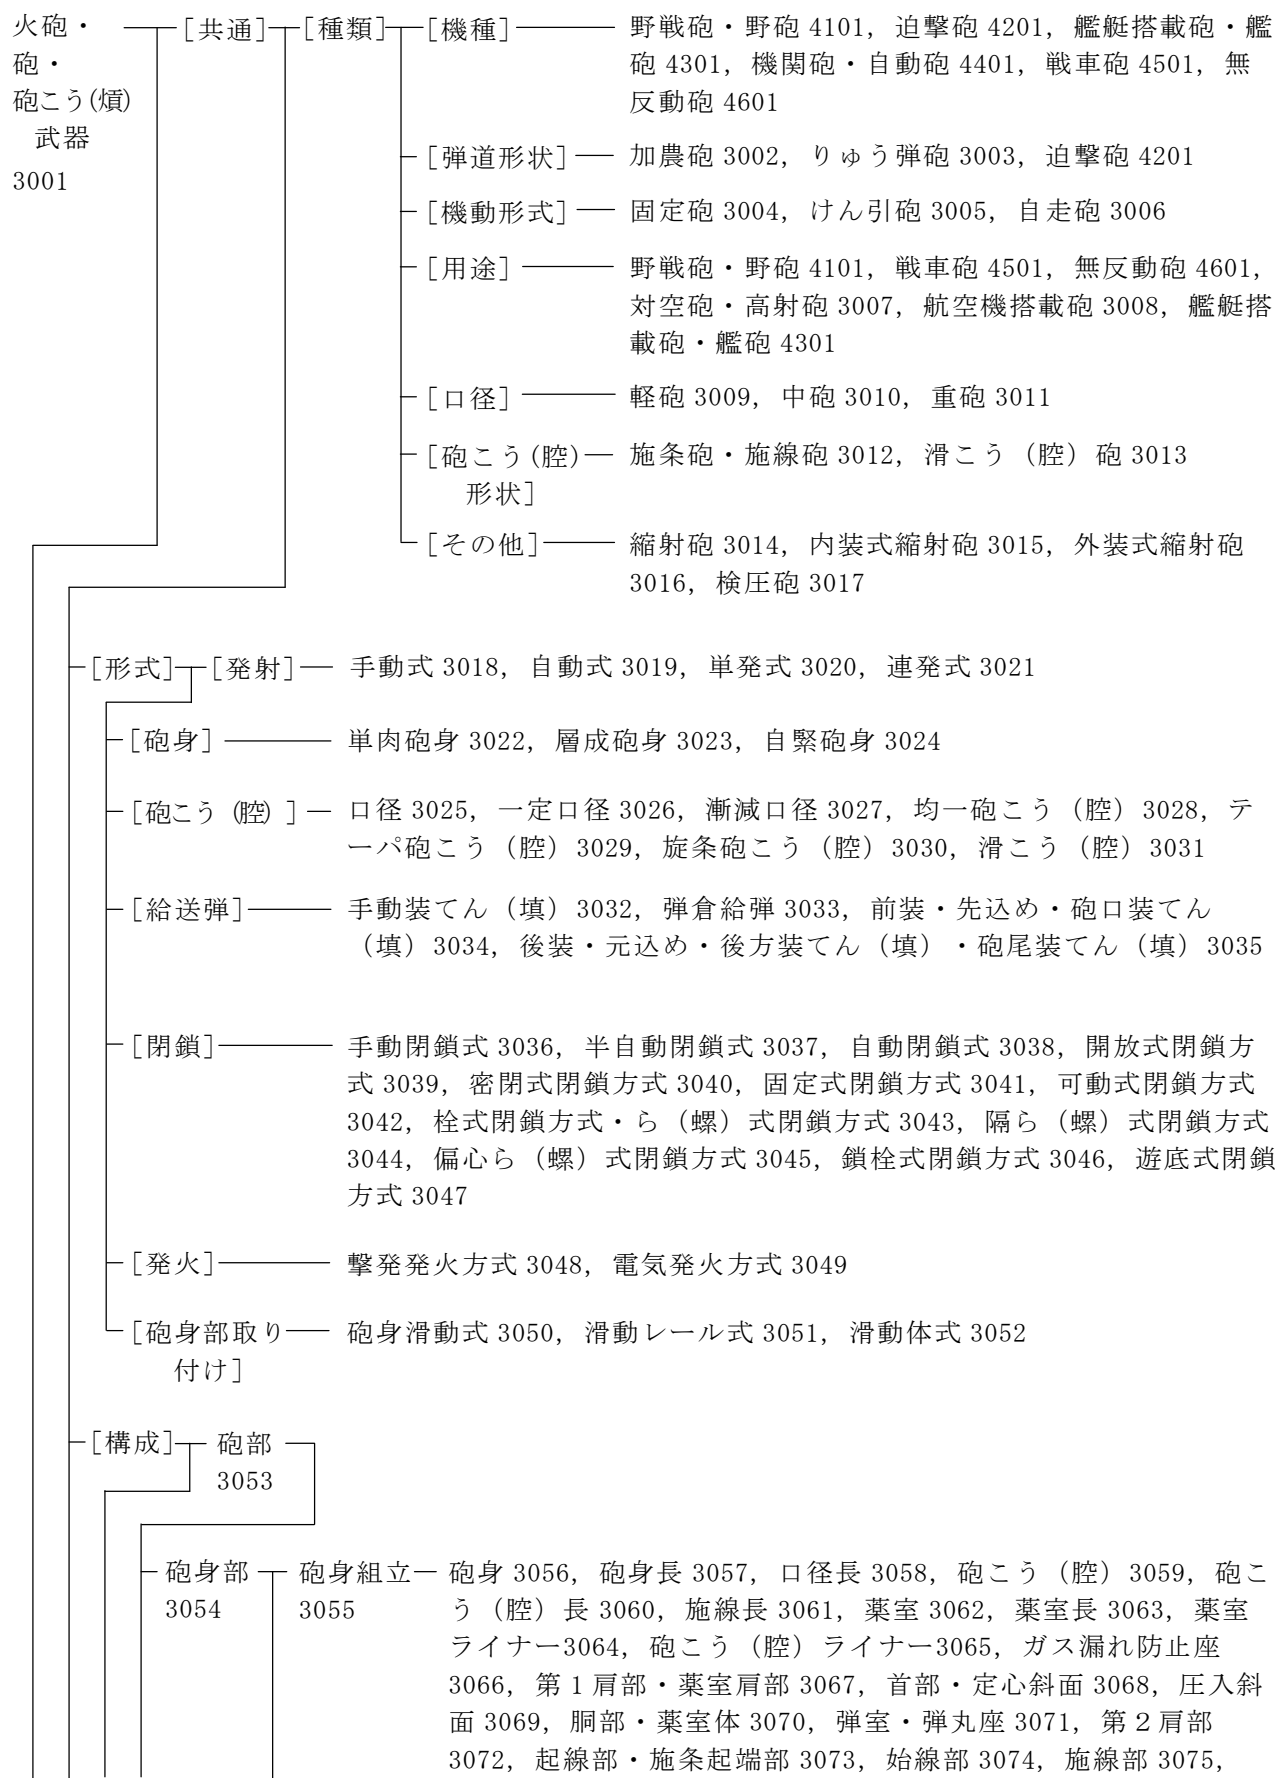 火砲・
砲・
砲こう(熕)
武器
3001
[共通]
[種類]
[機種]
野戦砲・野砲 4101, 迫撃砲 4201, 艦艇搭載砲・艦
砲 4301, 機関砲・自動砲 4401, 戦車砲 4501, 無
反動砲 4601
[弾道形状]
加農砲 3002, りゅう弾砲 3003, 迫撃砲 4201
[機動形式]
固定砲 3004, けん引砲 3005, 自走砲 3006
[用途]
野戦砲・野砲 4101, 戦車砲 4501, 無反動砲 4601,
対空砲・高射砲 3007, 航空機搭載砲 3008, 艦艇搭
載砲・艦砲 4301
[口径]
軽砲 3009, 中砲 3010, 重砲 3011
[砲こう(腔)
形状]
施条砲・施線砲 3012, 滑こう(腔)砲 3013
[その他]
縮射砲 3014, 内装式縮射砲 3015, 外装式縮射砲
3016, 検圧砲 3017
[形式]
[発射]
手動式 3018, 自動式 3019, 単発式 3020, 連発式 3021
[砲身]
単肉砲身 3022, 層成砲身 3023, 自緊砲身 3024
[砲こう(腔)]
口径 3025, 一定口径 3026, 漸減口径 3027, 均一砲こう(腔)3028, テ
ーパ砲こう(腔)3029, 旋条砲こう(腔)3030, 滑こう(腔)3031
[給送弾]
手動装てん(填)3032, 弾倉給弾 3033, 前装・先込め・砲口装てん
(填)3034, 後装・元込め・後方装てん(填)・砲尾装てん(填)3035
[閉鎖]
手動閉鎖式 3036, 半自動閉鎖式 3037, 自動閉鎖式 3038, 開放式閉鎖方
式 3039, 密閉式閉鎖方式 3040, 固定式閉鎖方式 3041, 可動式閉鎖方式
3042, 栓式閉鎖方式・ら(螺)式閉鎖方式 3043, 隔ら(螺)式閉鎖方式
3044, 偏心ら(螺)式閉鎖方式 3045, 鎖栓式閉鎖方式 3046, 遊底式閉鎖
方式 3047
[発火]
撃発発火方式 3048, 電気発火方式 3049
[砲身部取り
付け]
砲身滑動式 3050, 滑動レール式 3051, 滑動体式 3052
[構成]
砲部
3053
砲身部
3054
砲身組立
3055
砲身 3056, 砲身長 3057, 口径長 3058, 砲こう(腔)3059, 砲こ
う(腔)長 3060, 施線長 3061, 薬室 3062, 薬室長 3063, 薬室
ライナー3064, 砲こう(腔)ライナー3065, ガス漏れ防止座
3066, 第1肩部・薬室肩部 3067, 首部・定心斜面 3068, 圧入斜
面 3069, 胴部・薬室体 3070, 弾室・弾丸座 3071, 第2肩部
3072, 起線部・施条起端部 3073, 始線部 3074, 施線部 3075,